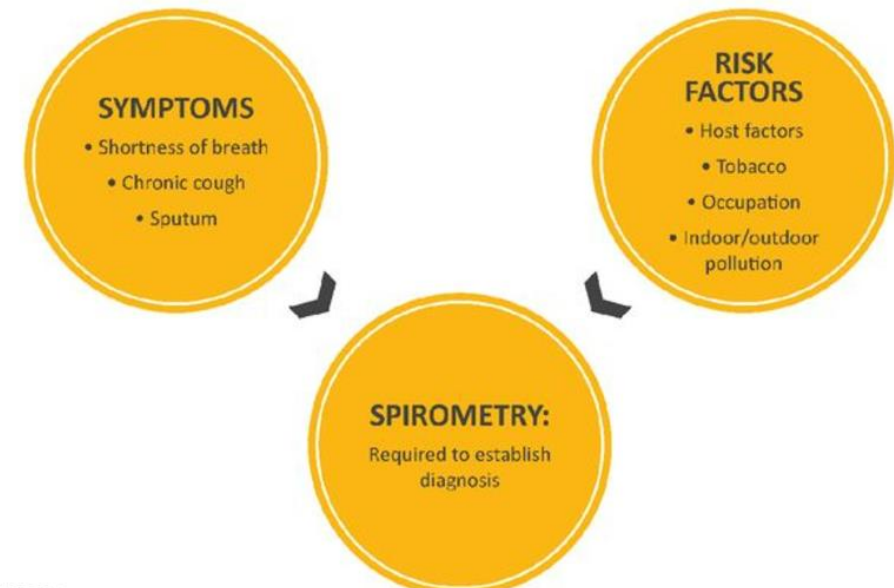 SYMPTOMS
• Shortness of breath
• Chronic cough
• Sputum
RISK
FACTORS
• Host factors
• Tobacco
• Occupation
• Indoor/outdoor
pollution
SPIROMETRY:
Required to establish
diagnosis